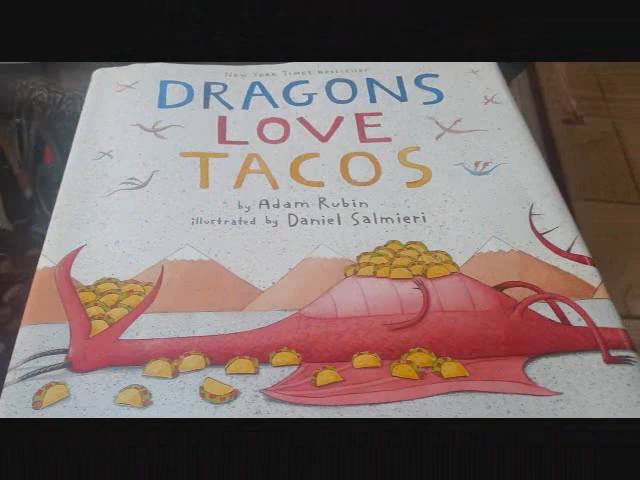 New York Times bestseller
DRAGONS
LOVE
TACOS
by Adam Rubin
illustrated by Daniel Salmieri